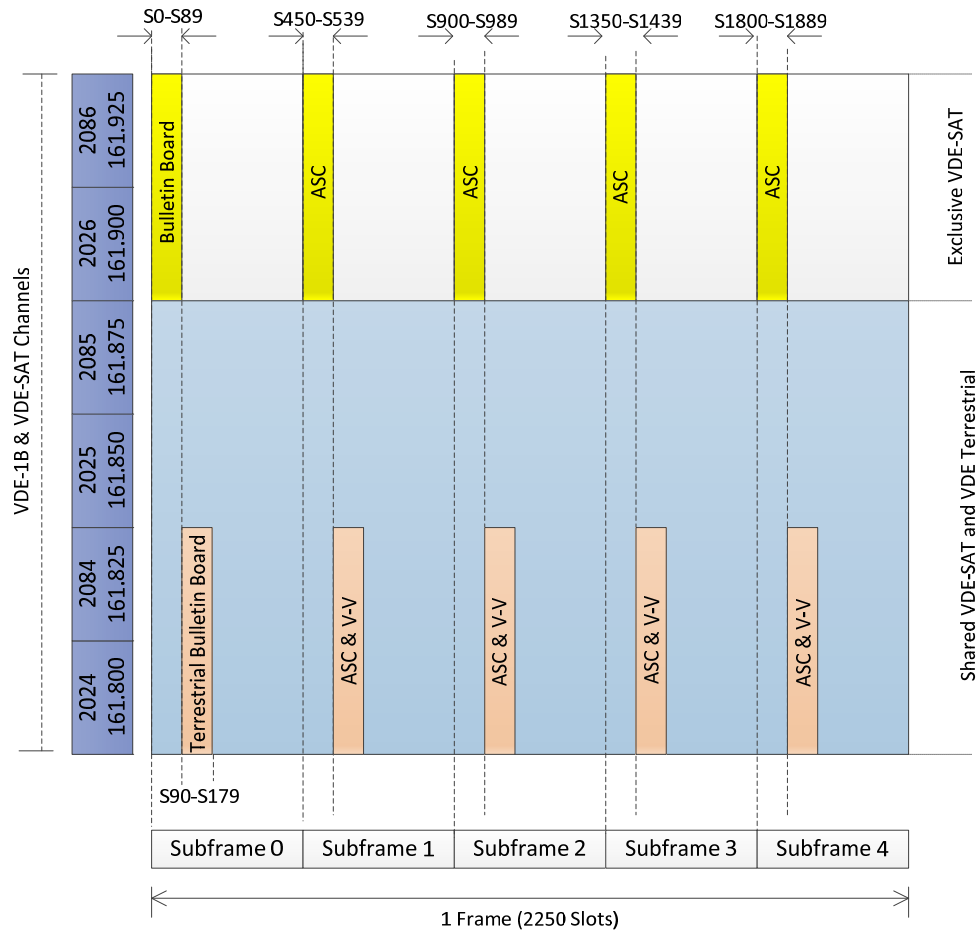 S0-S89
S450-S539
S900-S989
S1350-S1439
S1800-S1889
VDE-1B & VDE-SAT Channels
2086
161.925
2026
161.900
2085
161.875
2025
161.850
2084
161.825
2024
161.800
Bulletin Board
ASC
ASC
ASC
ASC
Exclusive VDE-SAT
Terrestrial Bulletin Board
ASC & V-V
ASC & V-V
ASC & V-V
ASC & V-V
Shared VDE-SAT and VDE Terrestrial
S90-S179
Subframe 0
Subframe 1
Subframe 2
Subframe 3
Subframe 4
1 Frame (2250 Slots)